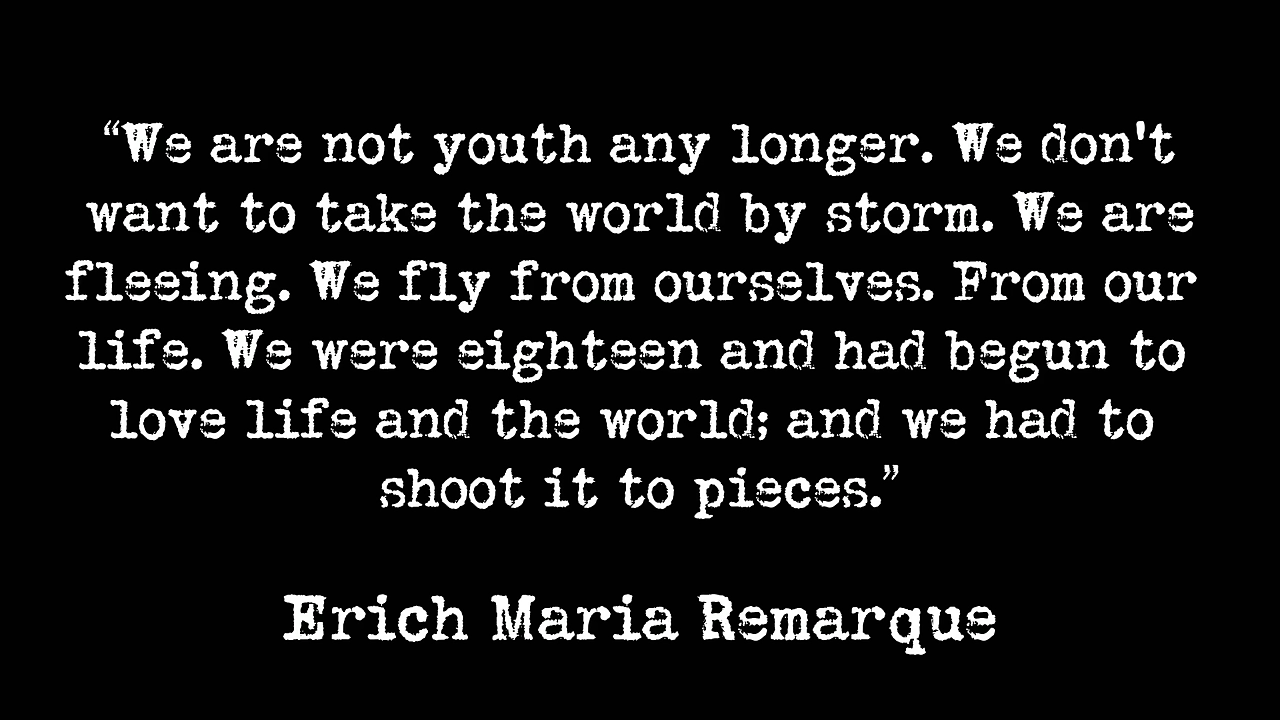 “We are not youth any longer. We don't
want to take the world by storm. We are
fleeing. We fly from ourselves. From our
life. We were eighteen and had begun to
love life and the world; and we had to
shoot it to pieces.”
Erich Maria Remarque